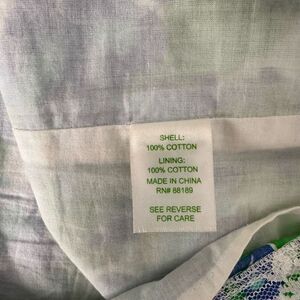 SHELL:
100% COTTON
LINING:
100% COTTON
MADE IN CHINA
RN# 88189
SEE REVERSE
FOR CARE